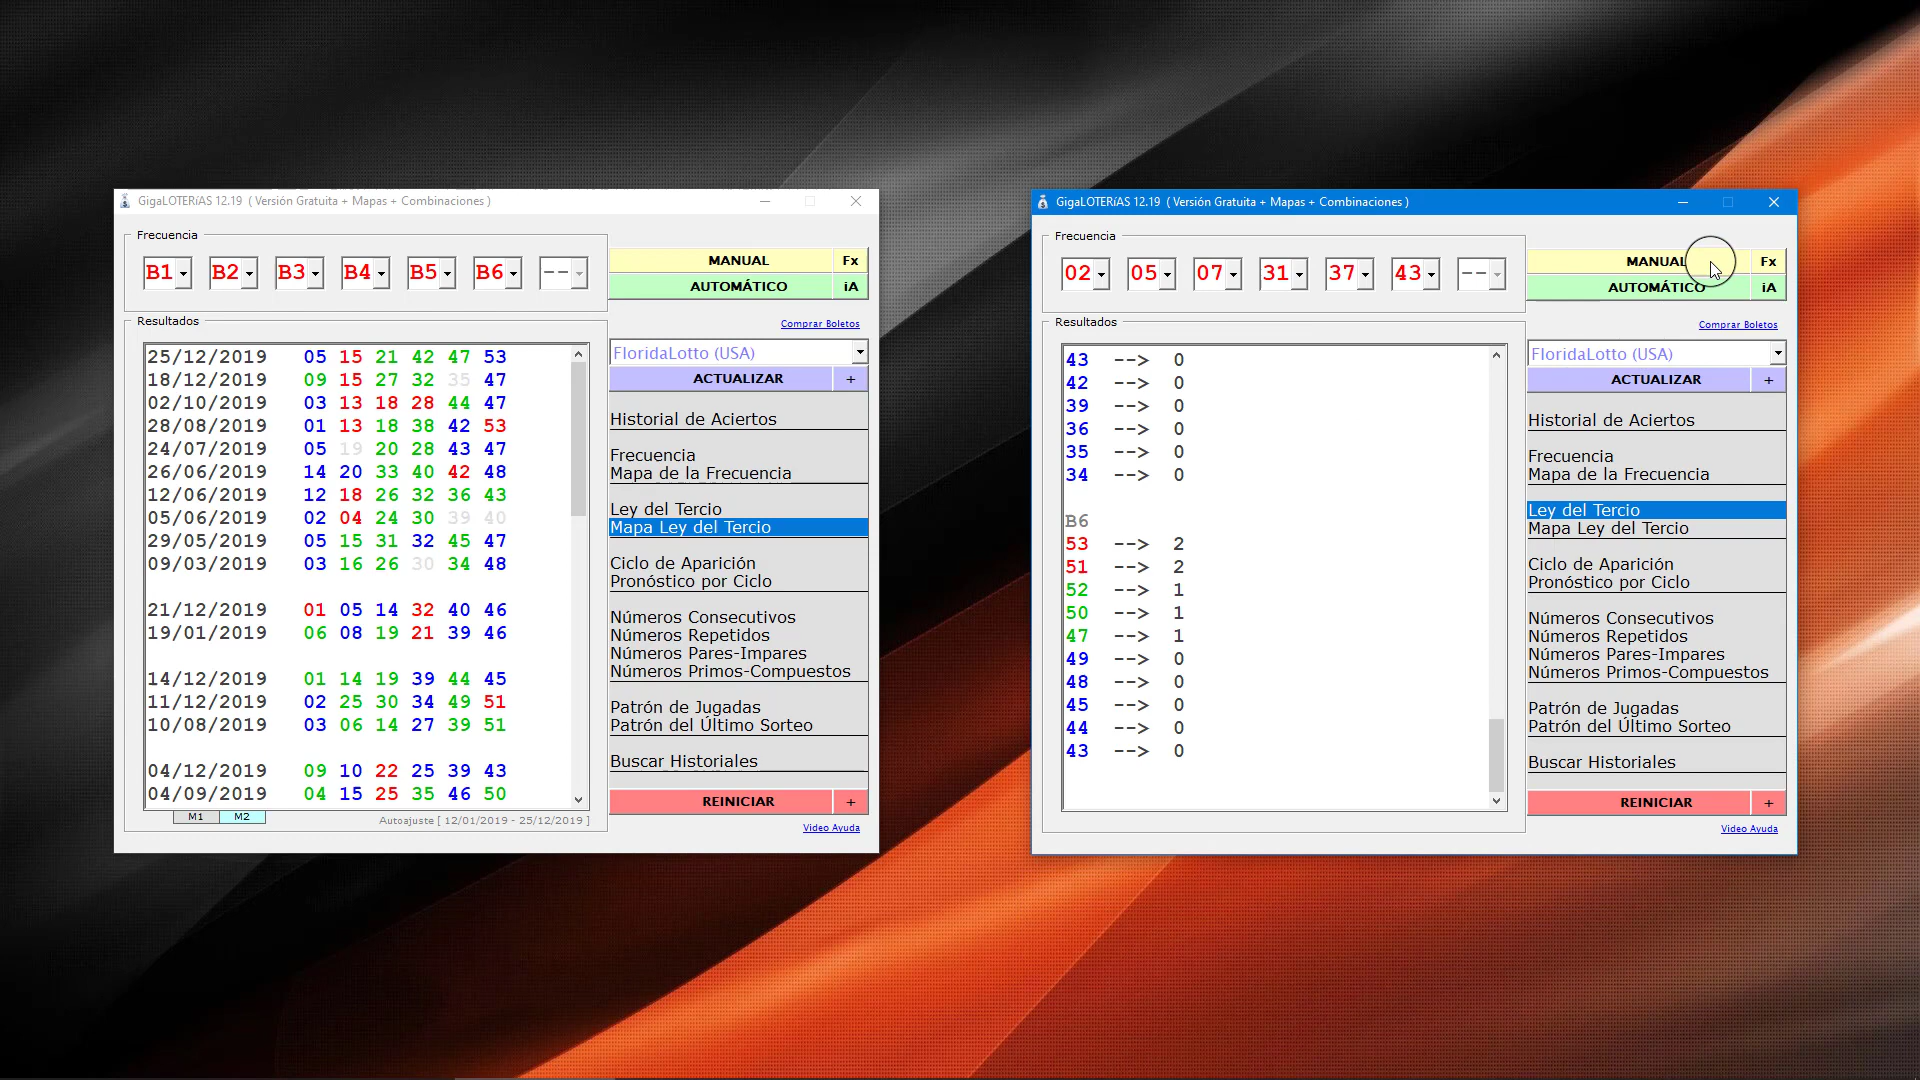 GigaLOTERíAS 12.19 ( Versión Gratuita + Mapas + Combinaciones )
Frecuencia
B1 B2 B3 B4 B5 B6 --
MANUAL Fx
AUTOMÁTICO iA
Comprar Boletos
FloridaLotto (USA)
ACTUALIZAR +
Resultados
25/12/2019 05 15 21 42 47 53
18/12/2019 09 15 27 32 35 47
02/10/2019 03 13 18 28 44 47
28/08/2019 01 13 18 38 42 53
24/07/2019 05 19 20 28 43 47
26/06/2019 14 20 33 40 42 48
12/06/2019 12 18 26 32 36 43
05/06/2019 02 04 24 30 39 40
29/05/2019 05 15 31 32 45 47
09/03/2019 03 16 26 30 34 48
21/12/2019 01 05 14 32 40 46
19/01/2019 06 08 19 21 39 46
14/12/2019 01 14 19 39 44 45
11/12/2019 02 25 30 34 49 51
10/08/2019 03 06 14 27 39 51
04/12/2019 09 10 22 25 39 43
04/09/2019 04 15 25 35 46 50
M1 M2
Autoajuste [ 12/01/2019 - 25/12/2019 ]
Historial de Aciertos
Frecuencia
Mapa de la Frecuencia
Ley del Tercio
Mapa Ley del Tercio
Ciclo de Aparición
Pronóstico por Ciclo
Números Consecutivos
Números Repetidos
Números Pares-Impares
Números Primos-Compuestos
Patrón de Jugadas
Patrón del Último Sorteo
Buscar Historiales
REINICIAR +
Video Ayuda
GigaLOTERíAS 12.19 ( Versión Gratuita + Mapas + Combinaciones )
Frecuencia
02 05 07 31 37 43 --
MANUAL Fx
AUTOMÁTICO iA
Comprar Boletos
FloridaLotto (USA)
ACTUALIZAR +
Resultados
43 --> 0
42 --> 0
39 --> 0
36 --> 0
35 --> 0
34 --> 0
B6
53 --> 2
51 --> 2
52 --> 1
50 --> 1
47 --> 1
49 --> 0
48 --> 0
45 --> 0
44 --> 0
43 --> 0
Historial de Aciertos
Frecuencia
Mapa de la Frecuencia
Ley del Tercio
Mapa Ley del Tercio
Ciclo de Aparición
Pronóstico por Ciclo
Números Consecutivos
Números Repetidos
Números Pares-Impares
Números Primos-Compuestos
Patrón de Jugadas
Patrón del Último Sorteo
Buscar Historiales
REINICIAR +
Video Ayuda